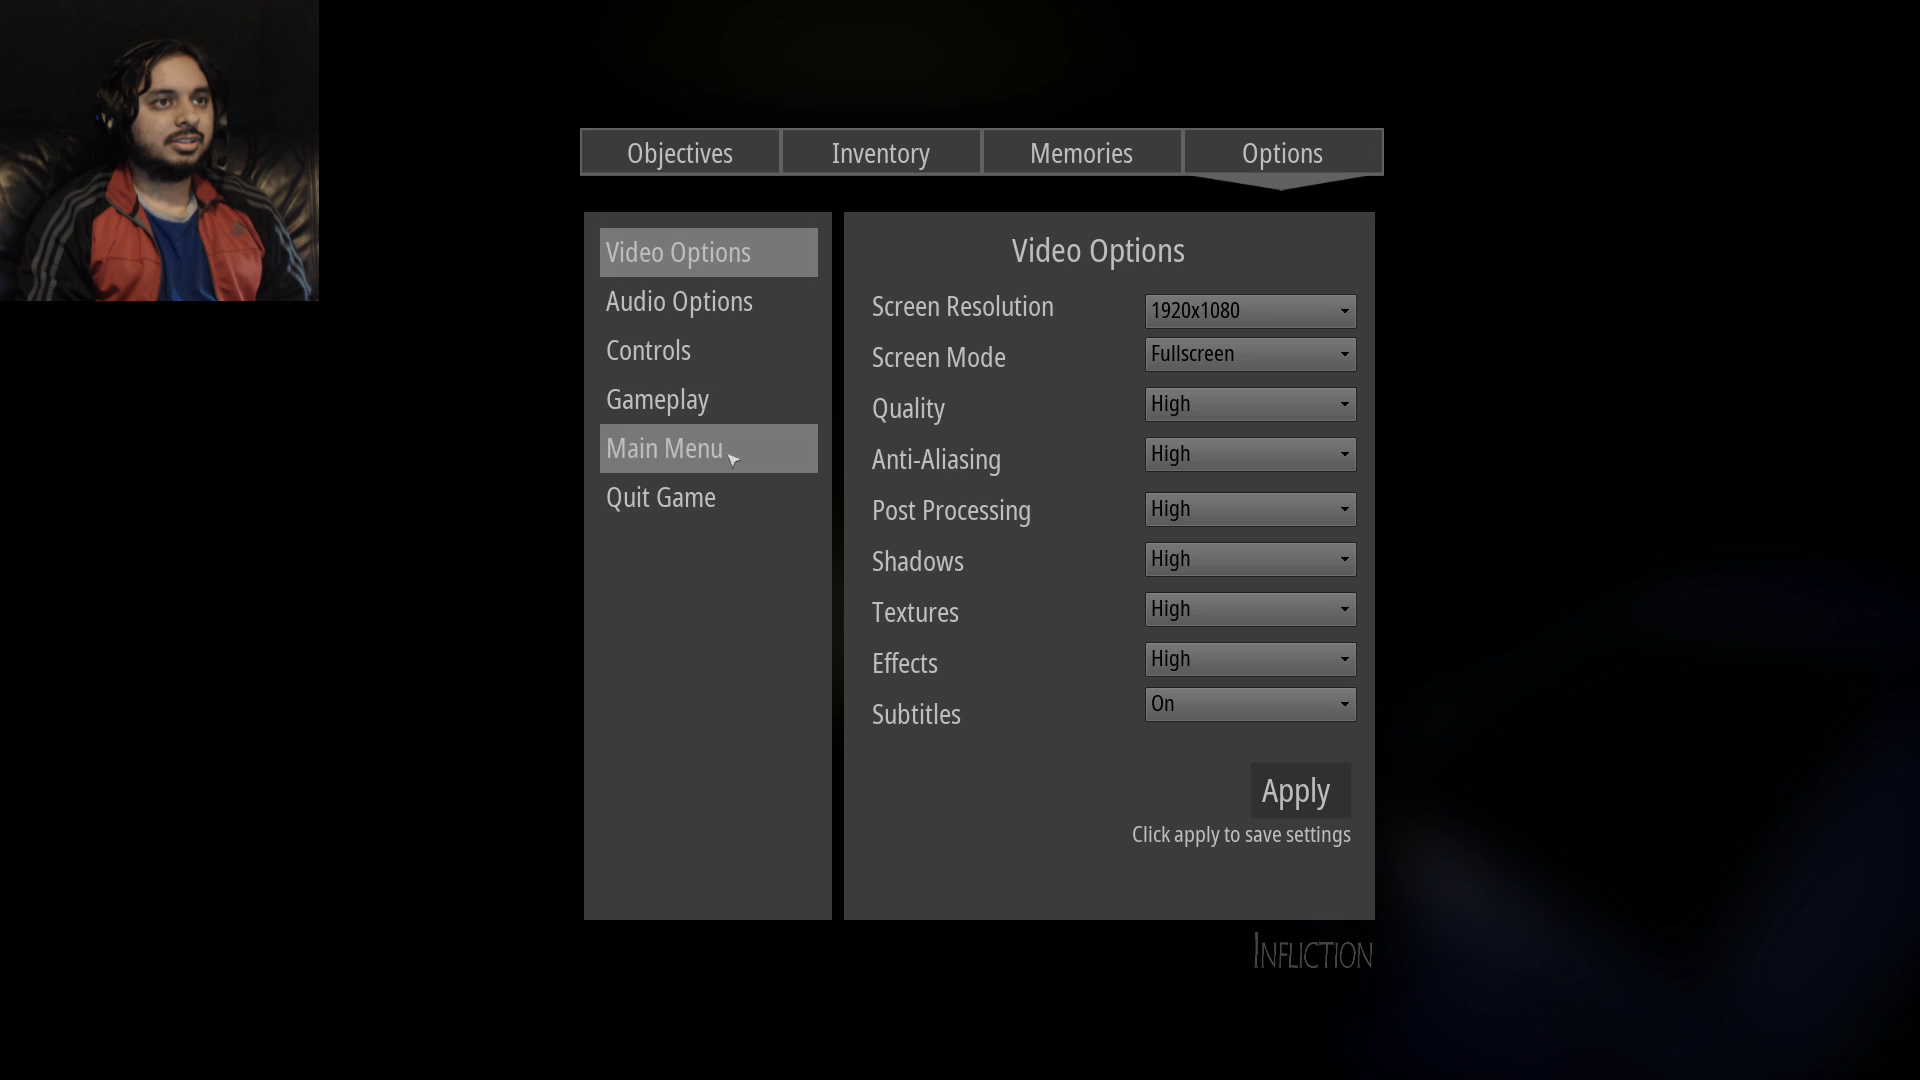 Objectives
Inventory
Memories
Options
Video Options
Audio Options
Controls
Gameplay
Main Menu
Quit Game
Video Options
Screen Resolution 1920x1080
Screen Mode Fullscreen
Quality High
Anti-Aliasing High
Post Processing High
Shadows High
Textures High
Effects High
Subtitles On
Apply
Click apply to save settings
INFLICTION